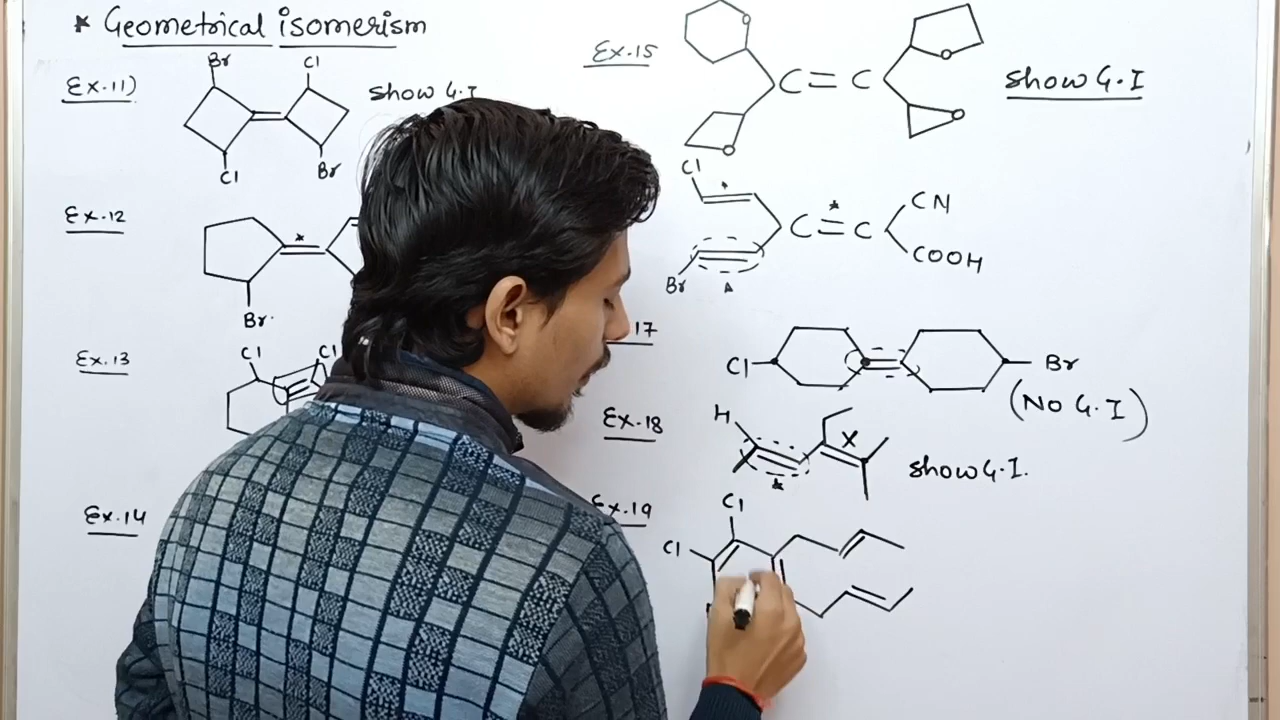 * Geometrical isomerism
Ex.11)
Br
Cl
Cl
Br
Show G.I
Ex.12
*
Br.
Ex.13
Cl
Cl
Ex.14
Ex.15
C = C
Show G.I
Cl
*
Br
*
C = C
*
CN
COOH
17
Cl
Br
(NO G.I)
Ex.18
H
*
X
Show G.I.
Ex.19
Cl
Cl